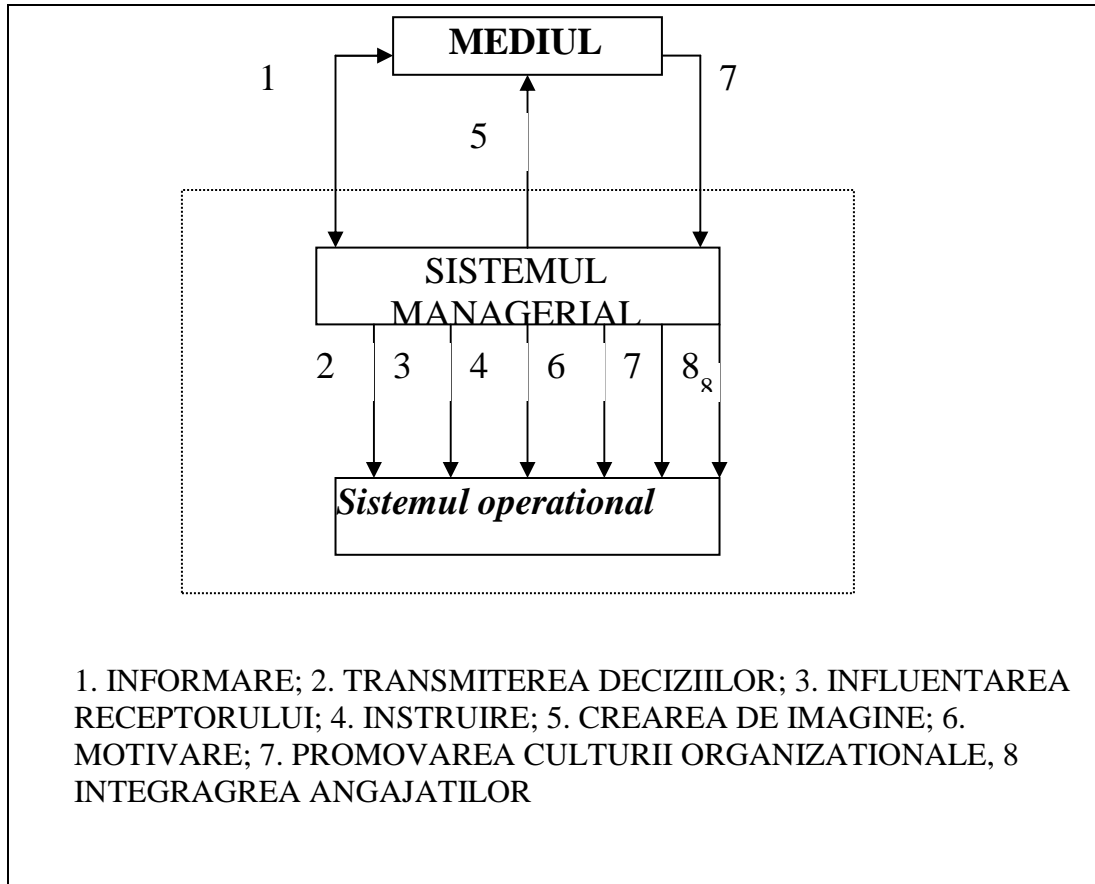 MEDIUL
1
7
5
SISTEMUL
MANAGERIAL
2 3 4 6 7 8 8
Sistemul operational
1. INFORMARE; 2. TRANSMITEREA DECIZIILOR; 3. INFLUENTAREA
RECEPTORULUI; 4. INSTRUIRE; 5. CREAREA DE IMAGINE; 6.
MOTIVARE; 7. PROMOVAREA CULTURII ORGANIZATIONALE, 8
INTEGRAGREA ANGAJATILOR